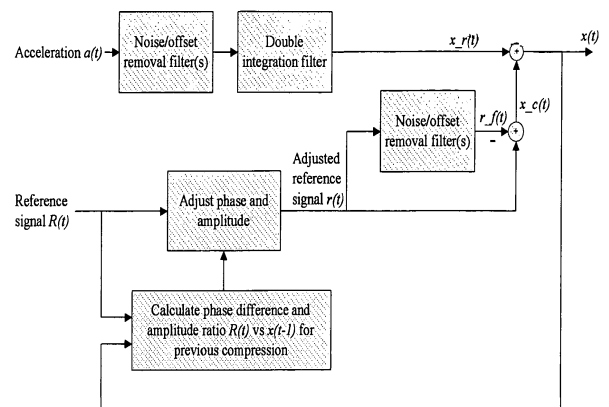 Acceleration a(t)
Noise/offset
removal filter(s)
Double
integration filter
x_r(t)
+
x(t)
x_c(t)
Noise/offset
removal filter(s)
r_f(t)
+
-
Adjusted
reference
signal r(t)
Reference
signal R(t)
Adjust phase and
amplitude
Calculate phase difference and
amplitude ratio R(t) vs x(t-1) for
previous compression